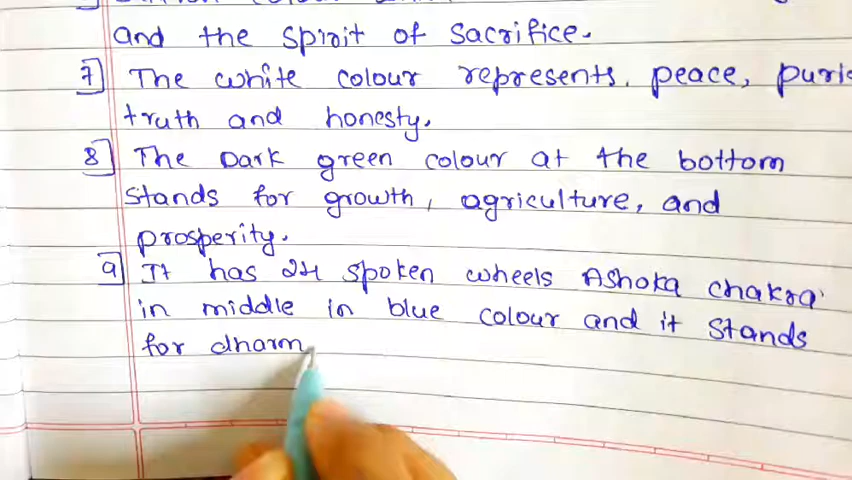 and the spirit of sacrifice.
7] The white colour represents, peace,
truth and honesty.
8] The Dark green colour at the bottom
stands for growth, agriculture, and
prosperity.
9] It has 24 spoken wheels Ashoka chakra
in middle in blue colour and it stands
for dharm